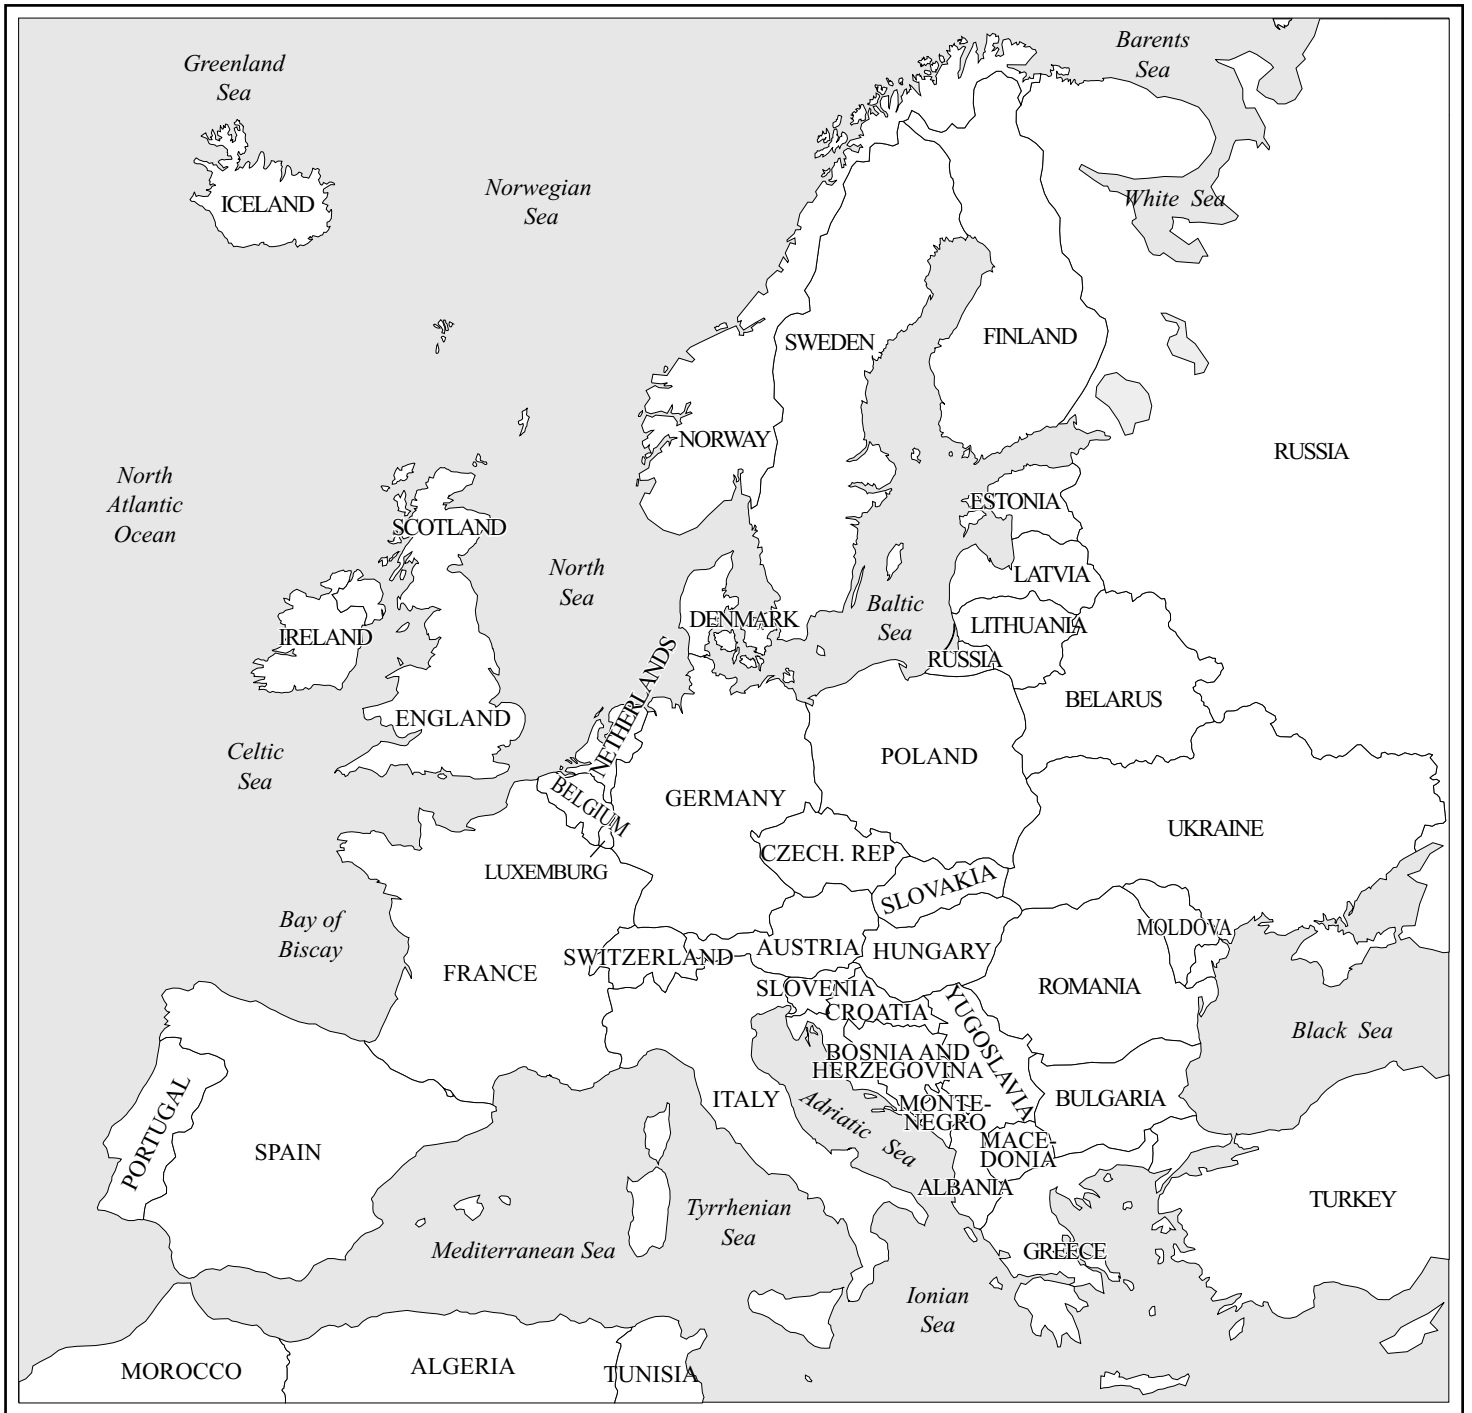 Barents
Sea
Greenland
Sea
Norwegian
Sea
White Sea
ICELAND
SWEDEN
FINLAND
NORWAY
RUSSIA
North
Atlantic
Ocean
ESTONIA
SCOTLAND
LATVIA
North
Sea
Baltic
Sea
DENMARK
LITHUANIA
IRELAND
RUSSIA
NETHERLANDS
BELARUS
ENGLAND
Celtic
Sea
POLAND
BELGIUM
GERMANY
UKRAINE
CZECH. REP
LUXEMBURG
SLOVAKIA
Bay of
Biscay
MOLDOVA
SWITZERLAND
AUSTRIA
HUNGARY
FRANCE
SLOVENIA
ROMANIA
CROATIA
YUGOSLAVIA
Black Sea
BOSNIA AND
HERZEGOVINA
ITALY
Adriatic Sea
MONTE-
NEGRO
BULGARIA
PORTUGAL
SPAIN
MACE-
DONIA
ALBANIA
TURKEY
Tyrrhenian
Sea
Mediterranean Sea
GREECE
Ionian
Sea
MOROCCO
ALGERIA
TUNISIA